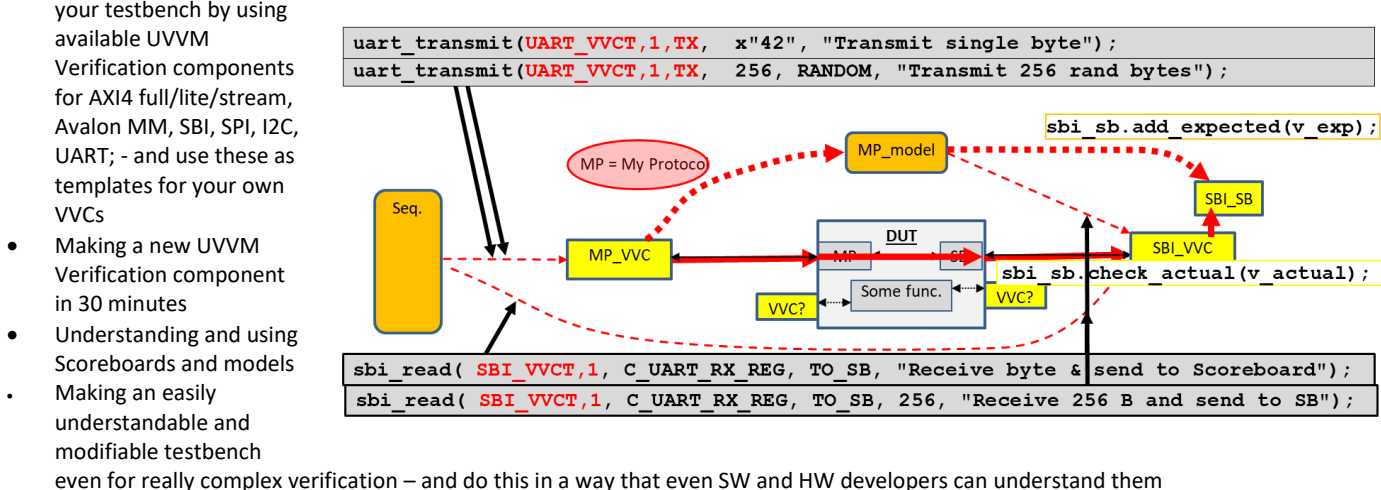 your testbench by using
available UVVM
Verification components
for AXI4 full/lite/stream,
Avalon MM, SBI, SPI, I2C,
UART; - and use these as
templates for your own
VVCs
• Making a new UVVM
Verification component
in 30 minutes
• Understanding and using
Scoreboards and models
• Making an easily
understandable and
modifiable testbench
even for really complex verification – and do this in a way that even SW and HW developers can understand them
uart_transmit(UART_VVCT,1,TX, x"42", "Transmit single byte");
uart_transmit(UART_VVCT,1,TX, 256, RANDOM, "Transmit 256 rand bytes");
sbi_sb.add_expected(v_exp);
MP = My Protocol
MP_model
Seq.
SBI_SB
MP_VVC
DUT
MP
SB
SBI_VVC
sbi_sb.check_actual(v_actual);
Some func.
VVC?
VVC?
sbi_read( SBI_VVCT,1, C_UART_RX_REG, TO_SB, "Receive byte & send to Scoreboard");
sbi_read( SBI_VVCT,1, C_UART_RX_REG, TO_SB, 256, "Receive 256 B and send to SB");